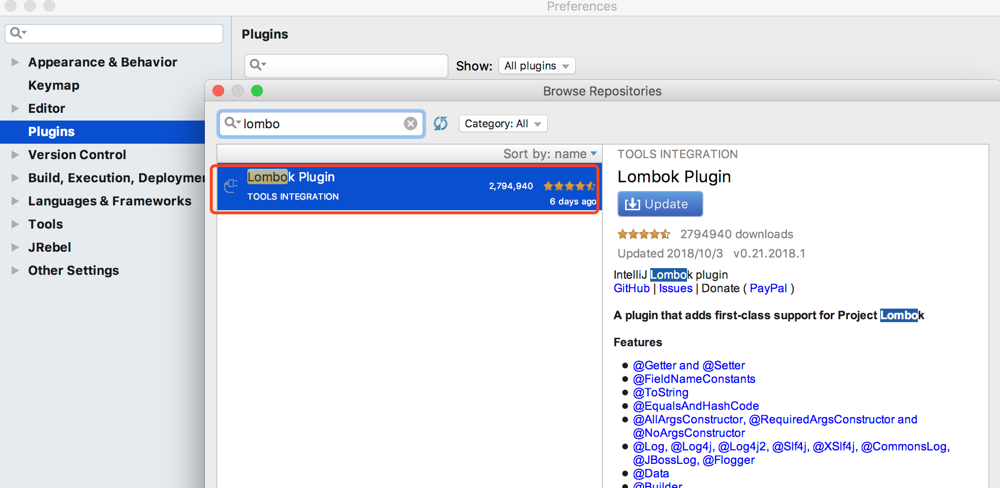 Preferences
Plugins
Show: All plugins
Appearance & Behavior
Keymap
Editor
Plugins
Version Control
Build, Execution, Deploymen
Languages & Frameworks
Tools
JRebel
Other Settings
Browse Repositories
lombo
Category: All
Sort by: name
Lombok Plugin
2,794,940
TOOLS INTEGRATION
6 days ago
TOOLS INTEGRATION
Lombok Plugin
Update
2794940 downloads
Updated 2018/10/3 v0.21.2018.1
IntelliJ Lombok plugin
GitHub | Issues | Donate ( PayPal )
A plugin that adds first-class support for Project Lombok
Features
@Getter and @Setter
@FieldNameConstants
@ToString
@EqualsAndHashCode
@AllArgsConstructor, @RequiredArgsConstructor and
@NoArgsConstructor
@Log, @Log4j, @Log4j2, @Slf4j, @XSlf4j, @CommonsLog,
@JBossLog, @Flogger
@Data
@Builder